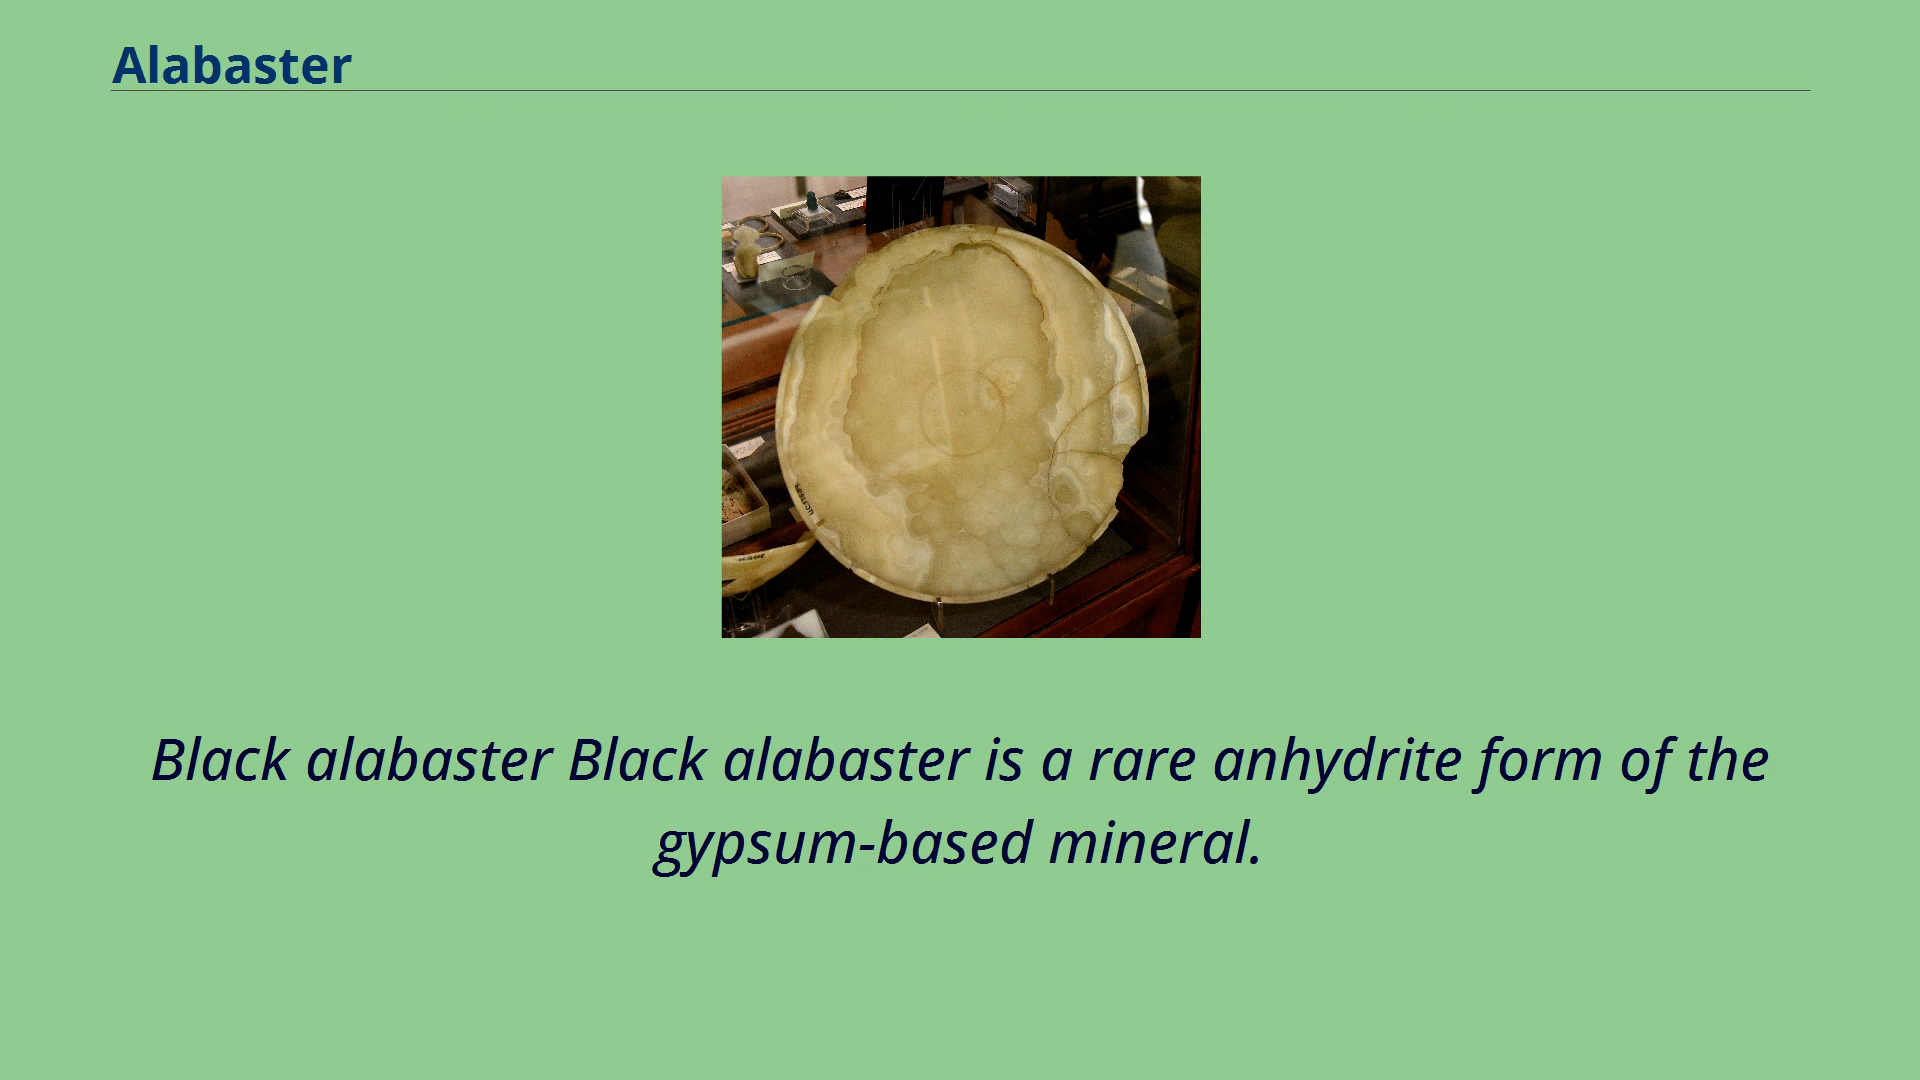 Alabaster
Black alabaster Black alabaster is a rare anhydrite form of the
gypsum-based mineral.